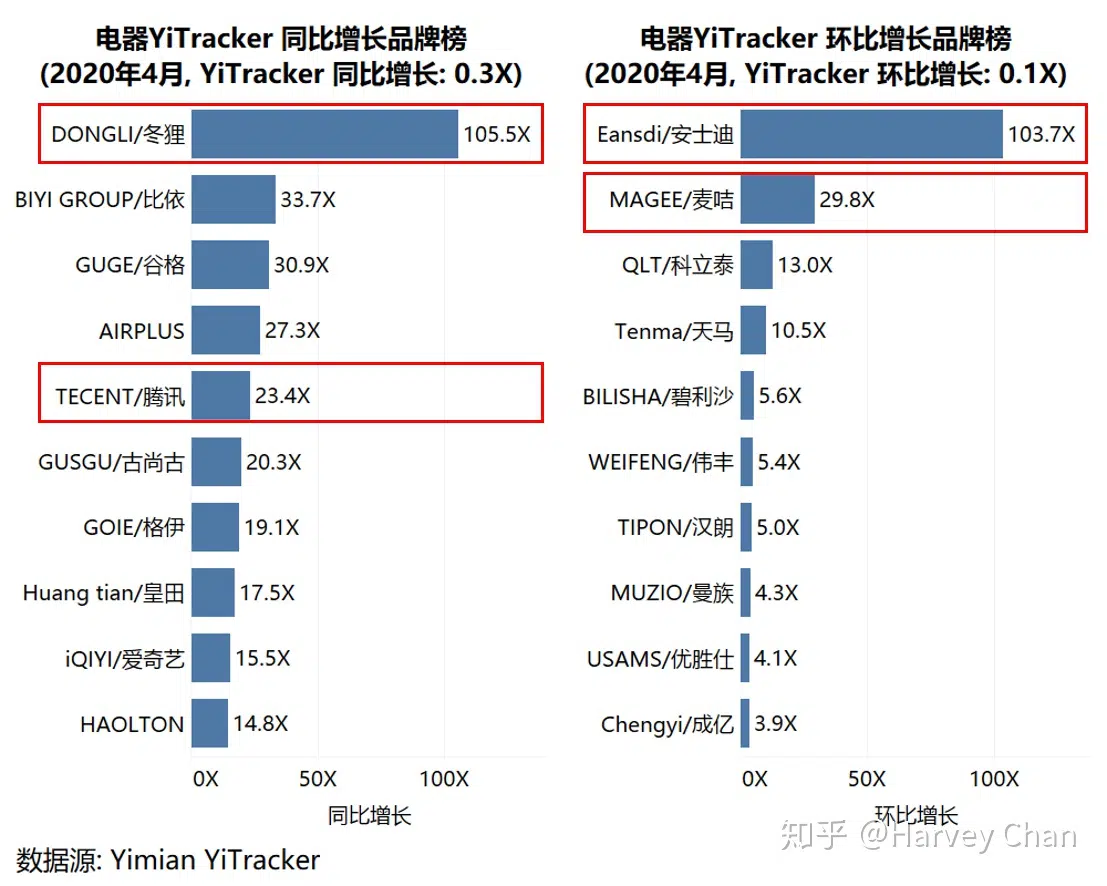 电器YiTracker 同比增长品牌榜
(2020年4月, YiTracker 同比增长: 0.3X)
DONGLI/冬狸 105.5X
BIYI GROUP/比依 33.7X
GUGE/谷格 30.9X
AIRPLUS 27.3X
TECENT/腾讯 23.4X
GUSGU/古尚古 20.3X
GOIE/格伊 19.1X
Huang tian/皇田 17.5X
iQIYI/爱奇艺 15.5X
HAOLTON 14.8X
0X 50X 100X
同比增长
电器YiTracker 环比增长品牌榜
(2020年4月, YiTracker 环比增长: 0.1X)
Eansdi/安士迪 103.7X
MAGEE/麦咭 29.8X
QLT/科立泰 13.0X
Tenma/天马 10.5X
BILISHA/碧利沙 5.6X
WEIFENG/伟丰 5.4X
TIPON/汉朗 5.0X
MUZIO/曼族 4.3X
USAMS/优胜仕 4.1X
Chengyi/成亿 3.9X
0X 50X 100X
环比增长
知乎 @Harvey Chan
数据源: Yimian YiTracker